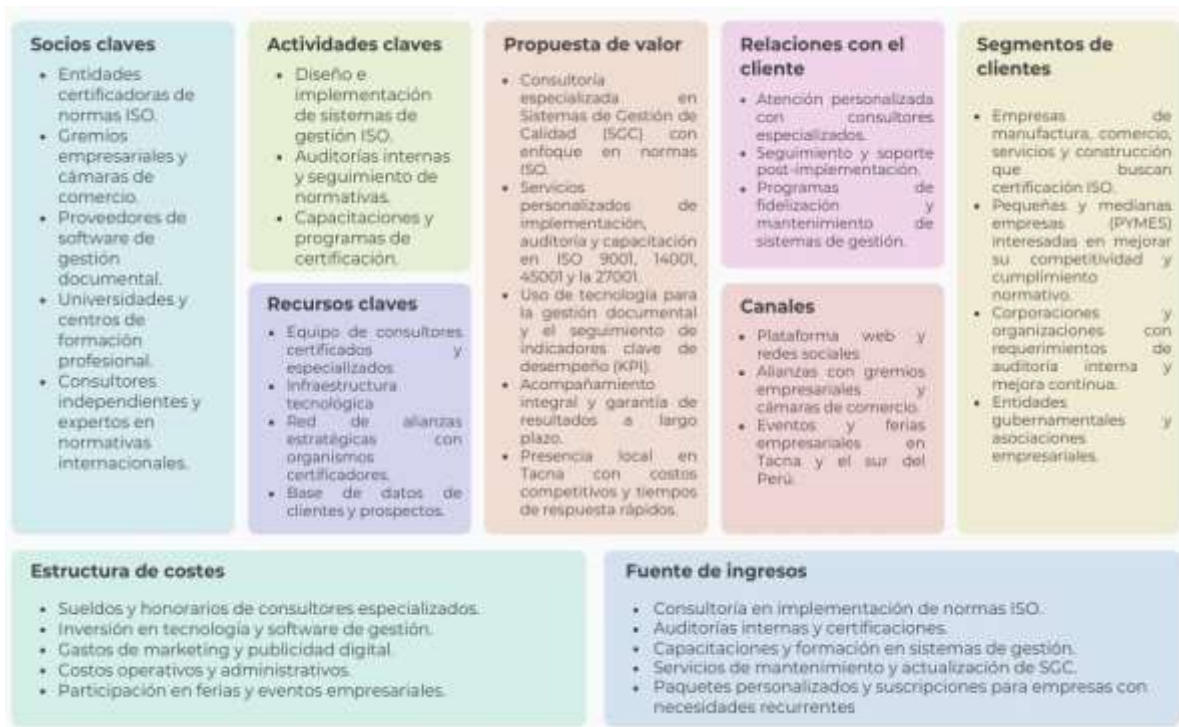 Socios claves
• Entidades
certificadoras de
normas ISO.
• Gremios
empresariales y
cámaras de
comercio.
• Proveedores de
software de
gestión
documental.
• Universidades y
centros de
formación
profesional.
• Consultores
independientes y
expertos en
normativas
internacionales.
Actividades claves
• Diseño e
implementación
de sistemas de
gestión ISO.
• Auditorías internas
y seguimiento de
normativas.
• Capacitaciones y
programas de
certificación.
Recursos claves
• Equipo de consultores
certificados y
especializados
• Infraestructura
tecnológica
• Red de alianzas
estratégicas con
organismos
certificadores.
• Base de datos de
clientes y prospectos.
Propuesta de valor
• Consultoría
especializada en
Sistemas de Gestión de
Calidad (SGC) con
enfoque en normas
ISO.
• Servicios
personalizados de
implementación,
auditoría y capacitación
en ISO 9001, 14001,
45001 y la 27001.
• Uso de tecnología para
la gestión documental
y el seguimiento de
indicadores clave de
desempeño (KPI).
• Acompañamiento
integral y garantía de
resultados a largo
plazo.
• Presencia local en
Tacna con costos
competitivos y tiempos
de respuesta rápidos.
Relaciones con el
cliente
• Atención personalizada
con consultores
especializados.
• Seguimiento y soporte
post-implementación.
• Programas de
fidelización y
mantenimiento de
sistemas de gestión.
Canales
• Plataforma web y
redes sociales
• Alianzas con gremios
empresariales y
cámaras de comercio.
• Eventos y ferias
empresariales en
Tacna y el sur del
Perú.
Segmentos de
clientes
• Empresas de
manufactura, comercio,
servicios y construcción
que buscan
certificación ISO.
• Pequeñas y medianas
empresas (PYMES)
interesadas en mejorar
su competitividad y
cumplimiento
normativo.
• Corporaciones y
organizaciones con
requerimientos de
auditoría interna y
mejora continua.
• Entidades
gubernamentales y
asociaciones
empresariales.
Estructura de costes
• Sueldos y honorarios de consultores especializados.
• Inversión en tecnología y software de gestión.
• Gastos de marketing y publicidad digital.
• Costos operativos y administrativos.
• Participación en ferias y eventos empresariales.
Fuente de ingresos
• Consultoría en implementación de normas ISO.
• Auditorías internas y certificaciones.
• Capacitaciones y formación en sistemas de gestión.
• Servicios de mantenimiento y actualización de SGC.
• Paquetes personalizados y suscripciones para empresas con
necesidades recurrentes